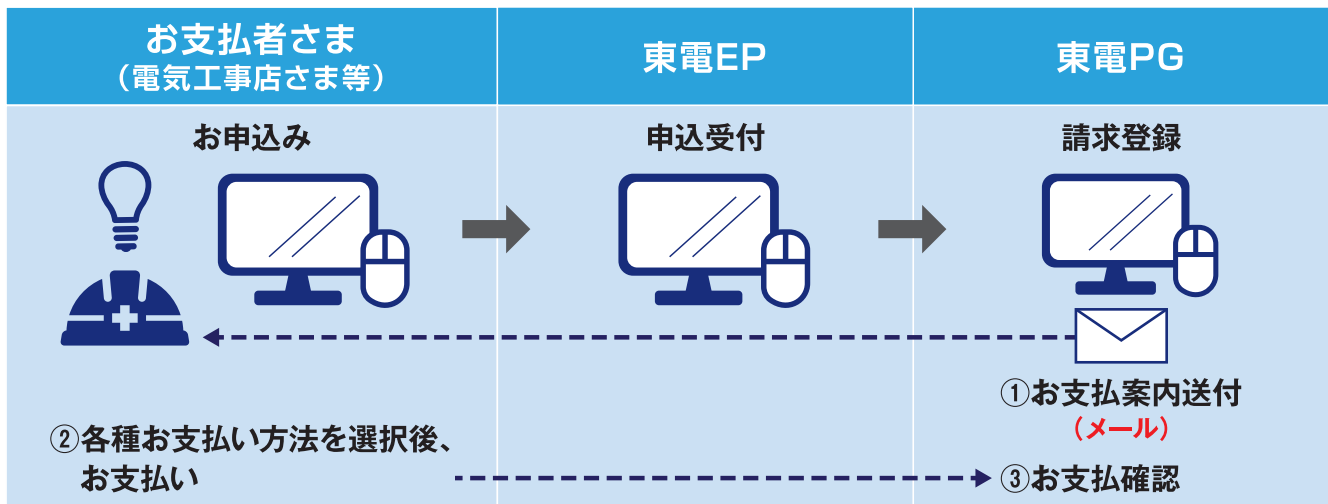 お支払者さま
（電気工事店さま等）
東電EP
東電PG
お申込み
申込受付
請求登録
①お支払案内送付
（メール）
②各種お支払い方法を選択後、
お支払い
③お支払確認